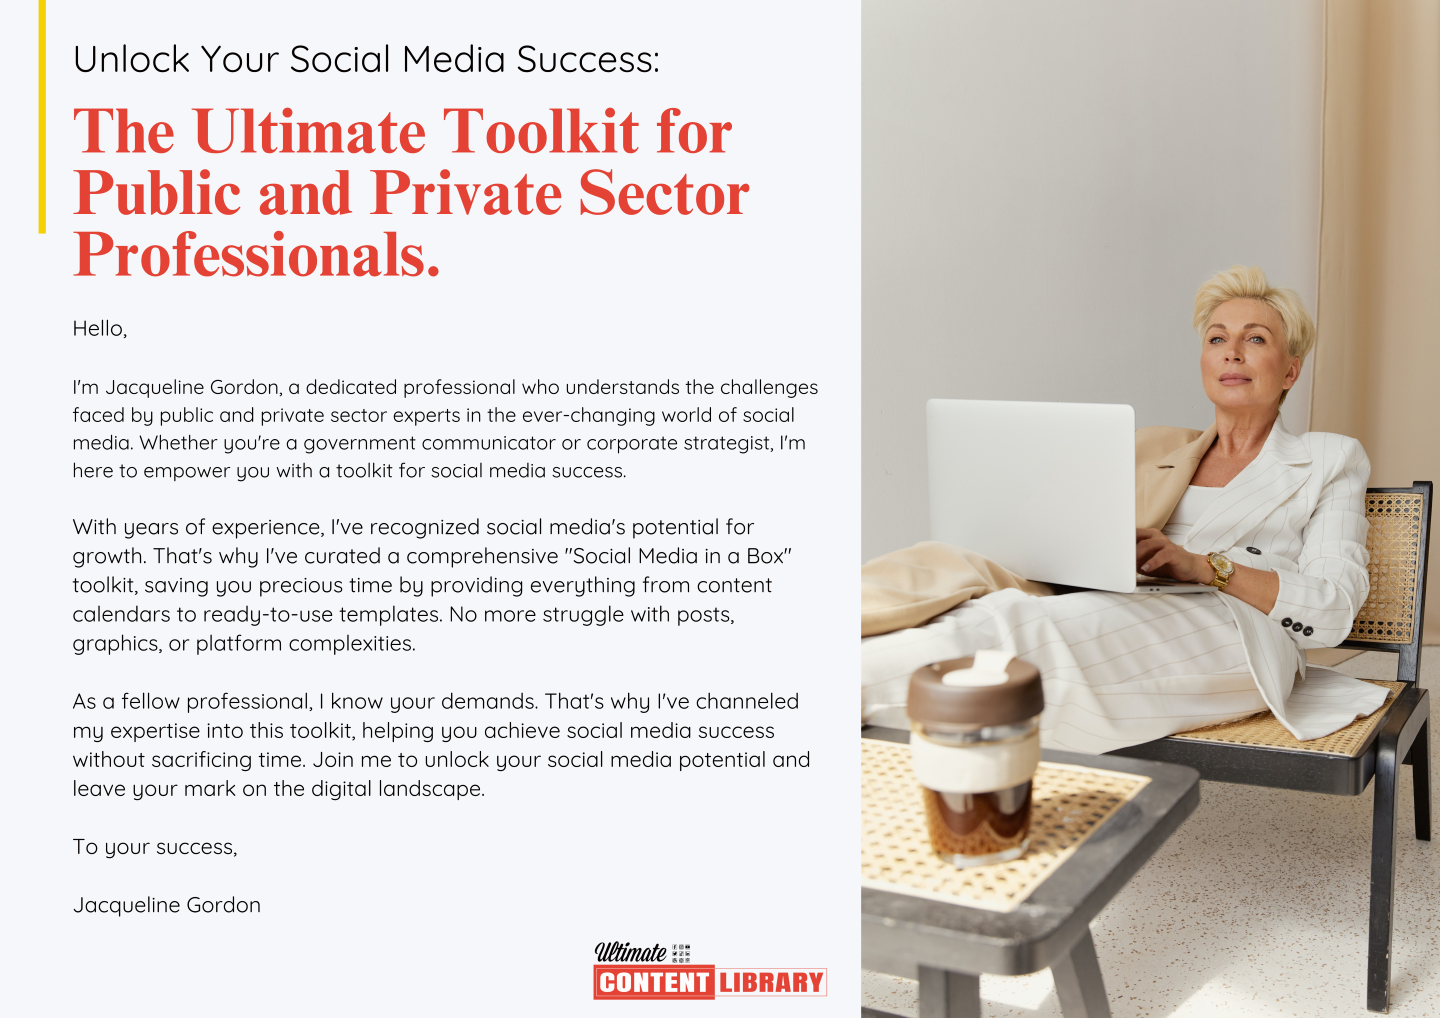 Unlock Your Social Media Success:
The Ultimate Toolkit for
Public and Private Sector
Professionals.
Hello,
I'm Jacqueline Gordon, a dedicated professional who understands the challenges
faced by public and private sector experts in the ever-changing world of social
media. Whether you're a government communicator or corporate strategist, I'm
here to empower you with a toolkit for social media success.
With years of experience, I've recognized social media's potential for
growth. That's why I've curated a comprehensive "Social Media in a Box"
toolkit, saving you precious time by providing everything from content
calendars to ready-to-use templates. No more struggle with posts,
graphics, or platform complexities.
As a fellow professional, I know your demands. That's why I've channeled
my expertise into this toolkit, helping you achieve social media success
without sacrificing time. Join me to unlock your social media potential and
leave your mark on the digital landscape.
To your success,
Jacqueline Gordon
Ultimate
CONTENT LIBRARY